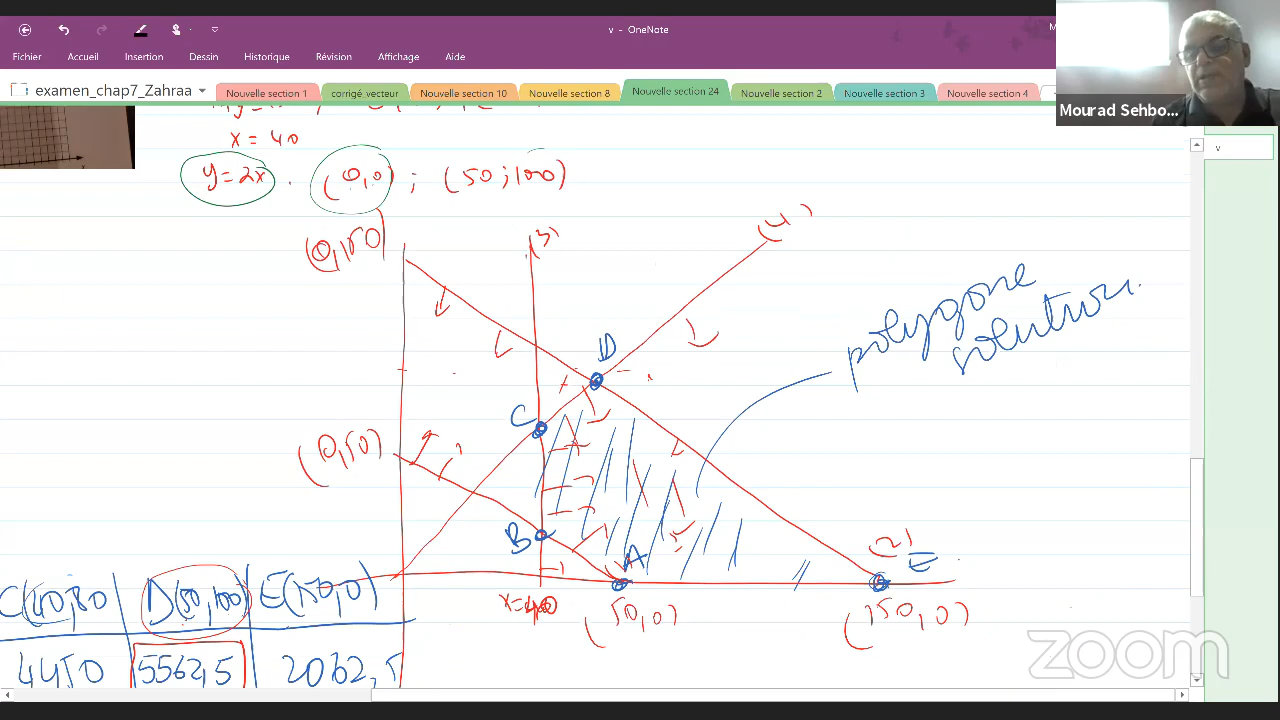 v - OneNote
Fichier Accueil Insertion Dessin Historique Révision Affichage Aide
examen_chap7_Zahraa
Nouvelle section 1 corrigé_vecteur Nouvelle section 10 Nouvelle section 8 Nouvelle section 24 Nouvelle section 2 Nouvelle section 3 Nouvelle section 4
Mourad Sehbo...
v
x = 40
y = 2x . (0,0) ; (50 ; 100)
(0,150)
(4)
polygone
solution
D
C
(0,50)
B
A
(2)
E
x=40
(50,0)
(150,0)
C(40,80 D(50,100) E(150,0)
4450 5562,5 2062,5
zoom